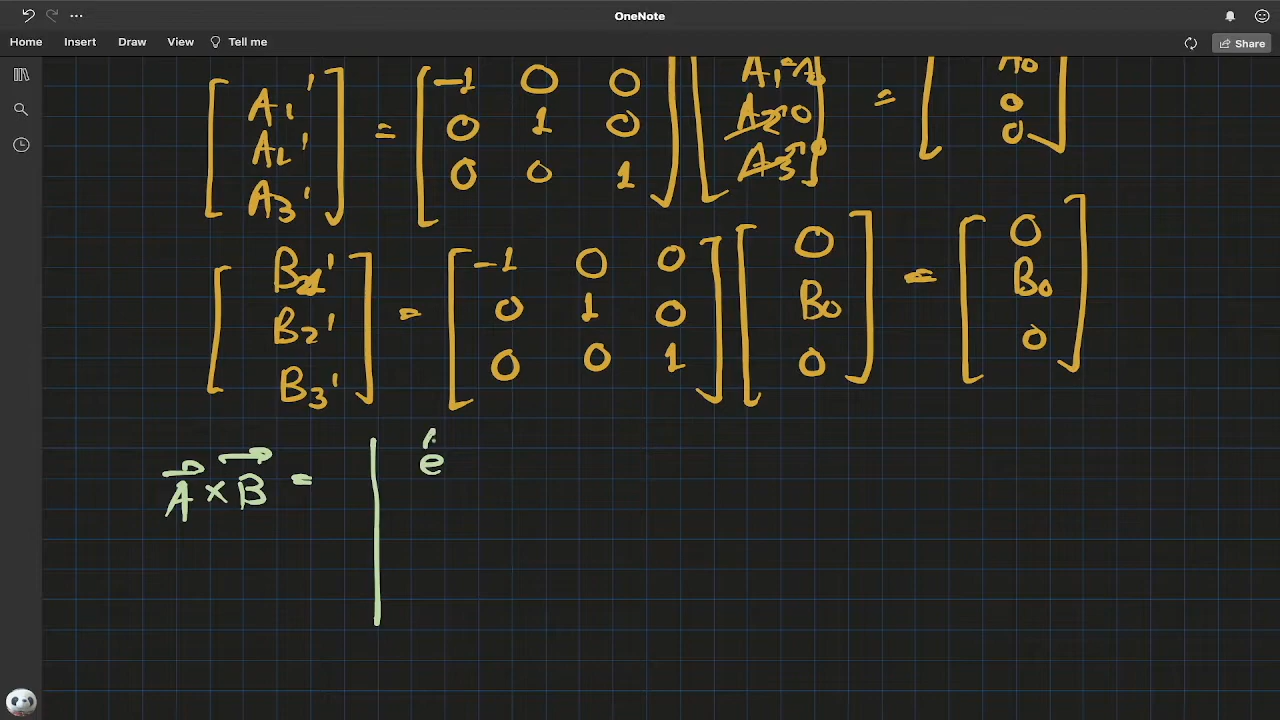 OneNote
Home Insert Draw View Tell me Share
[A₁'] = [-1 0 0] [A₁=A₀] = [A₀]
[A₂'] [0 1 0] [A₂=0] [0]
[A₃'] [0 0 1] [A₃=0] [0]
[B₁'] = [-1 0 0] [0] = [0]
[B₂'] [0 1 0] [B₀] [B₀]
[B₃'] [0 0 1] [0] [0]
A⃗ × B⃗ = | ê